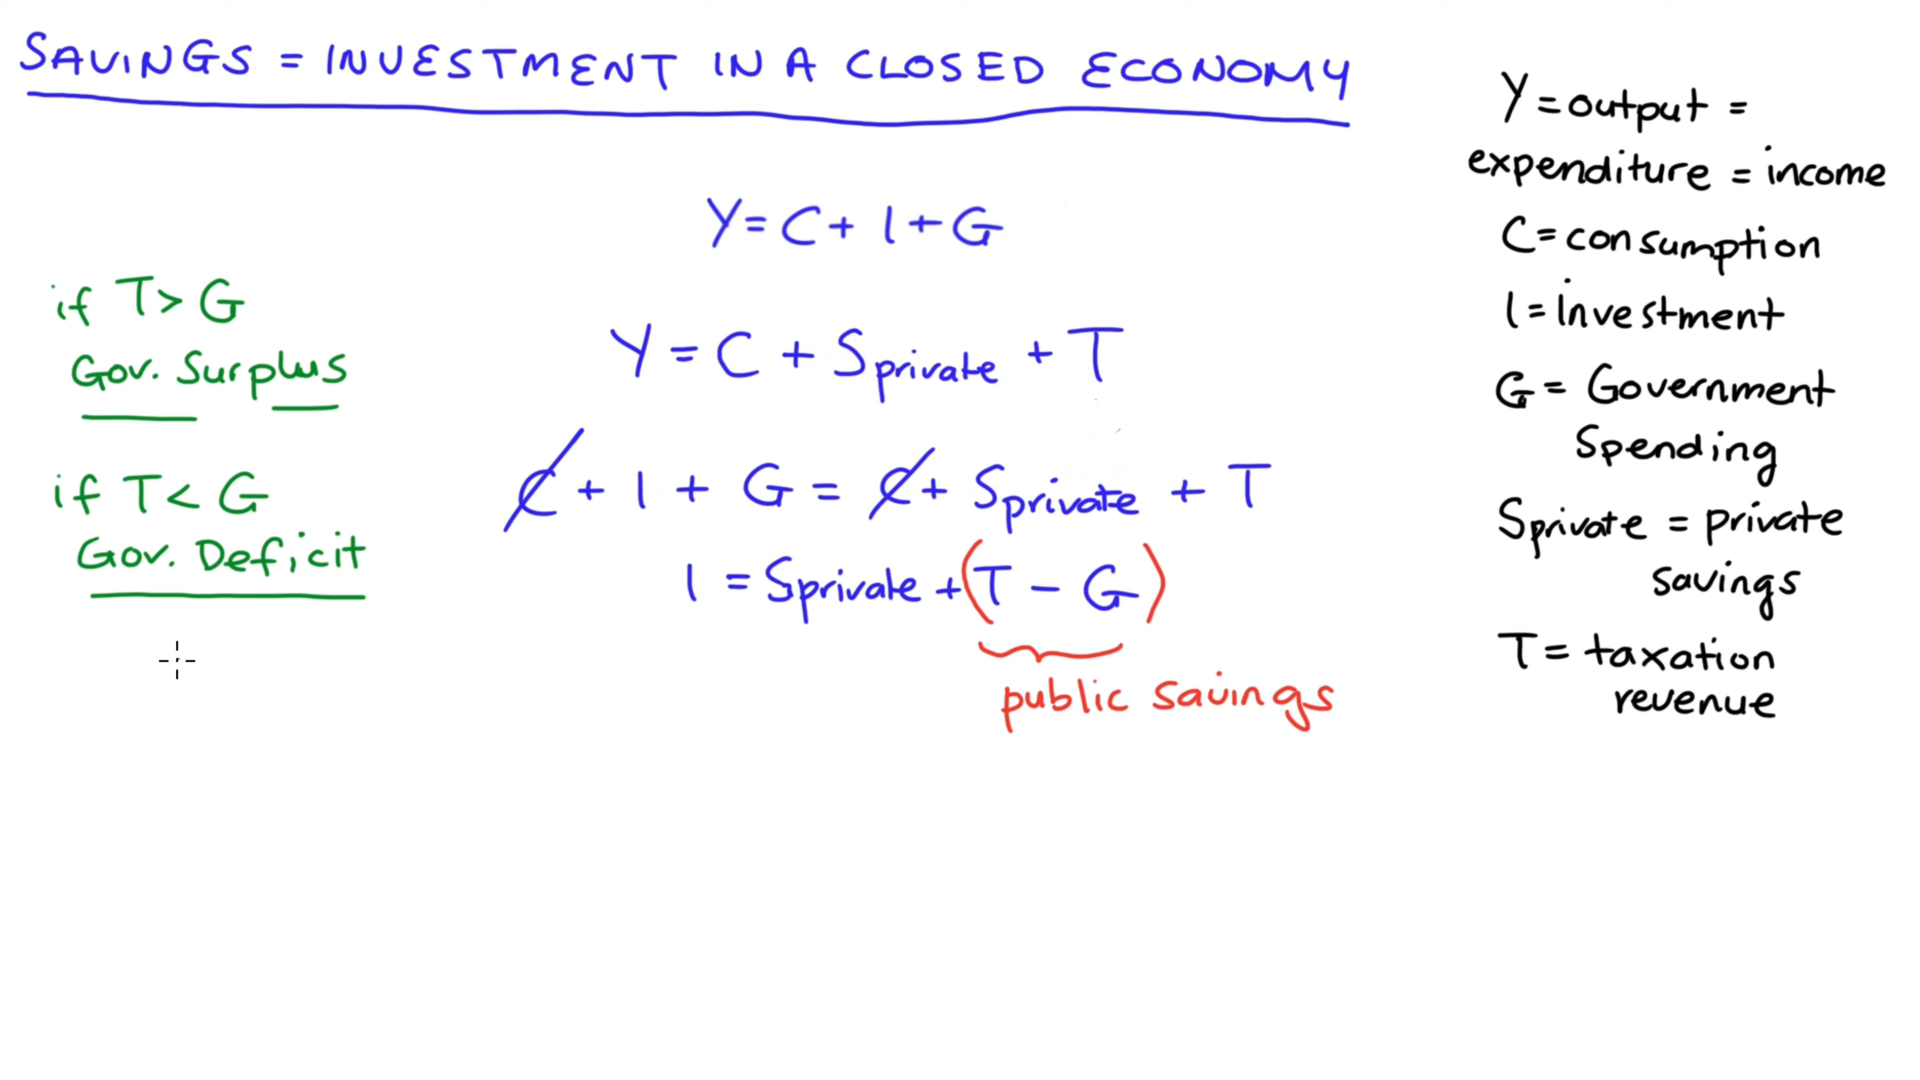 SAVINGS = INVESTMENT IN A CLOSED ECONOMY
Y = C + I + G
Y = C + Sprivate + T
C + I + G = C + Sprivate + T
I = Sprivate + (T - G)
public savings
if T > G
Gov. Surplus
if T < G
Gov. Deficit
Y = output =
expenditure = income
C = consumption
I = investment
G = Government
Spending
Sprivate = private
savings
T = taxation
revenue